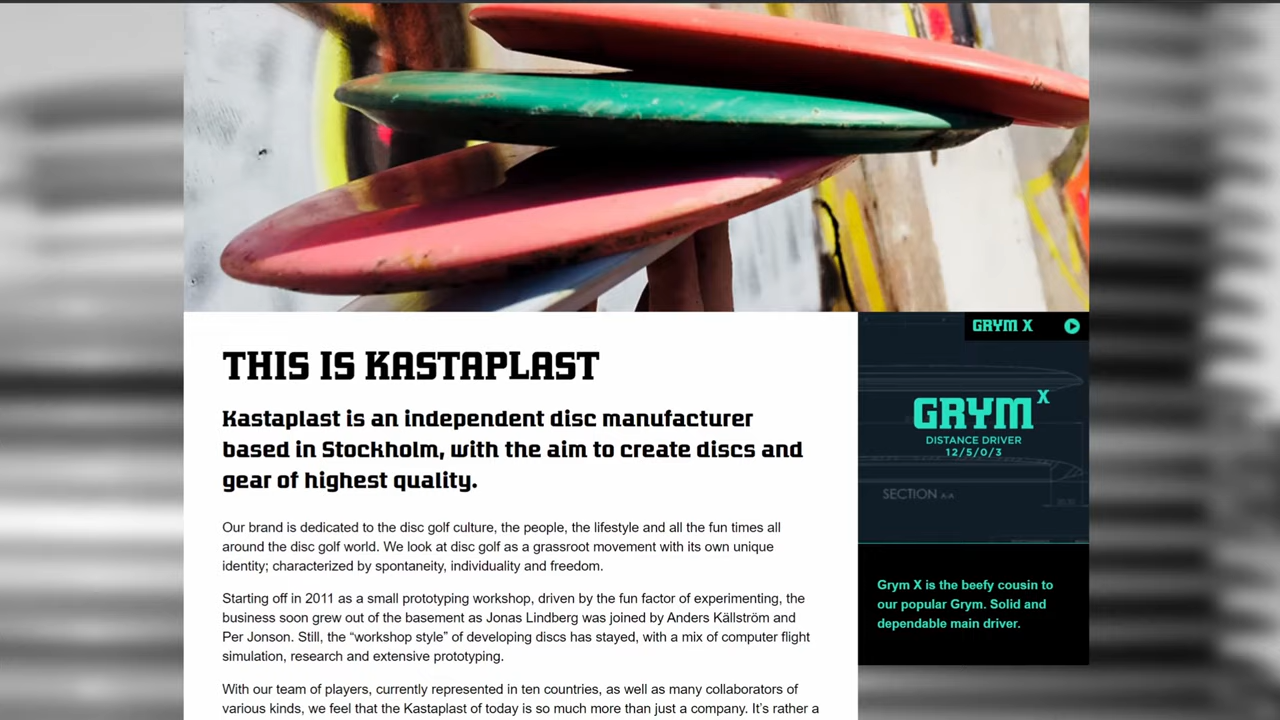 THIS IS KASTAPLAST
Kastaplast is an independent disc manufacturer
based in Stockholm, with the aim to create discs and
gear of highest quality.
Our brand is dedicated to the disc golf culture, the people, the lifestyle and all the fun times all
around the disc golf world. We look at disc golf as a grassroot movement with its own unique
identity; characterized by spontaneity, individuality and freedom.
Starting off in 2011 as a small prototyping workshop, driven by the fun factor of experimenting, the
business soon grew out of the basement as Jonas Lindberg was joined by Anders Källström and
Per Jonson. Still, the “workshop style” of developing discs has stayed, with a mix of computer flight
simulation, research and extensive prototyping.
With our team of players, currently represented in ten countries, as well as many collaborators of
various kinds, we feel that the Kastaplast of today is so much more than just a company. It’s rather a
GRYM X
GRYM X
DISTANCE DRIVER
12/5/0/3
SECTION A-A
Grym X is the beefy cousin to
our popular Grym. Solid and
dependable main driver.